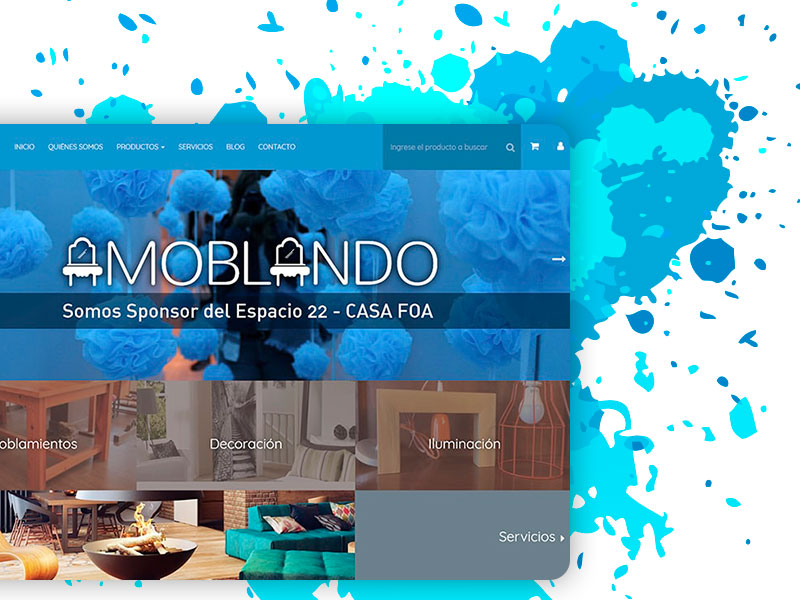 INICIO QUIÉNES SOMOS PRODUCTOS SERVICIOS BLOG CONTACTO Ingrese el producto a buscar
AMOBLANDO
Somos Sponsor del Espacio 22 - CASA FOA
oblamientos Decoración Iluminación
Servicios